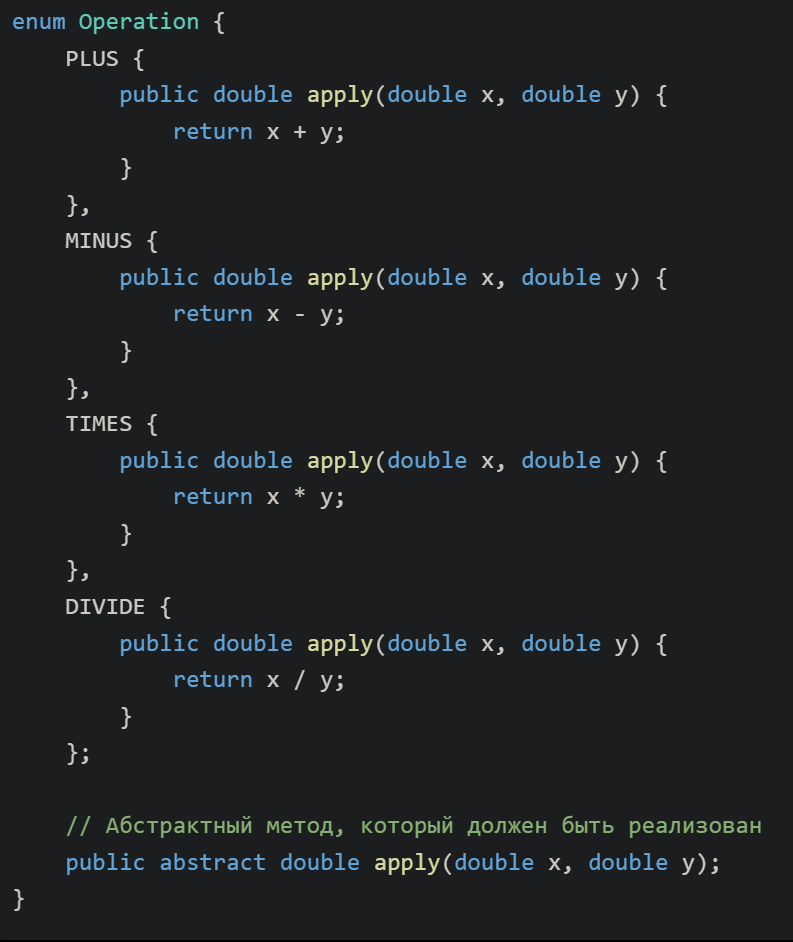 enum Operation {
    PLUS {
        public double apply(double x, double y) {
            return x + y;
        }
    },
    MINUS {
        public double apply(double x, double y) {
            return x - y;
        }
    },
    TIMES {
        public double apply(double x, double y) {
            return x * y;
        }
    },
    DIVIDE {
        public double apply(double x, double y) {
            return x / y;
        }
    };

    // Абстрактный метод, который должен быть реализован
    public abstract double apply(double x, double y);
}